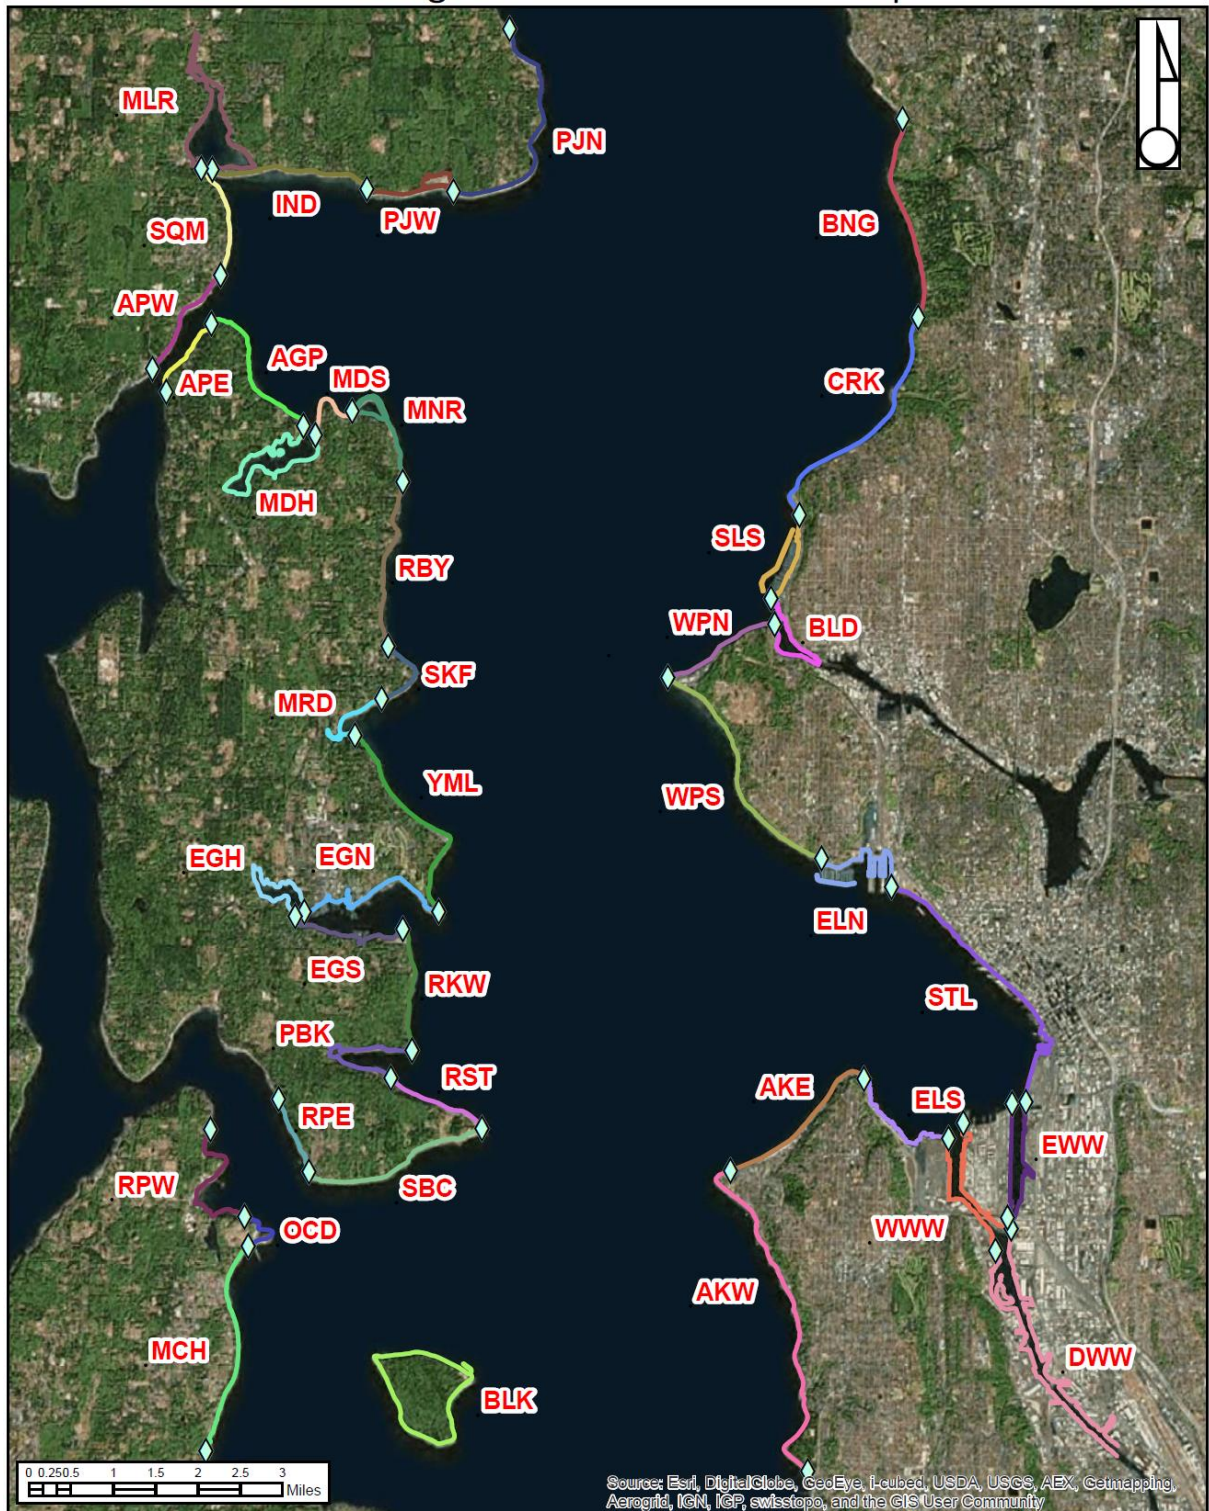 MLR
PJN
IND
PJW
SQM
BNG
APW
AGP
MDS
APE
MNR
CRK
MDH
SLS
RBY
WPN
BLD
SKF
MRD
YML
WPS
EGH
EGN
ELN
EGS
RKW
STL
PBK
RST
AKE
ELS
RPE
EWW
RPW
SBC
OCD
WWW
AKW
MCH
DWW
BLK
0 0.250.5 1 1.5 2 2.5 3
Miles
Source: Esri, DigitalGlobe, GeoEye, i-cubed, USDA, USGS, AEX, Getmapping,
Aerogrid, IGN, IGP, swisstopo, and the GIS User Community